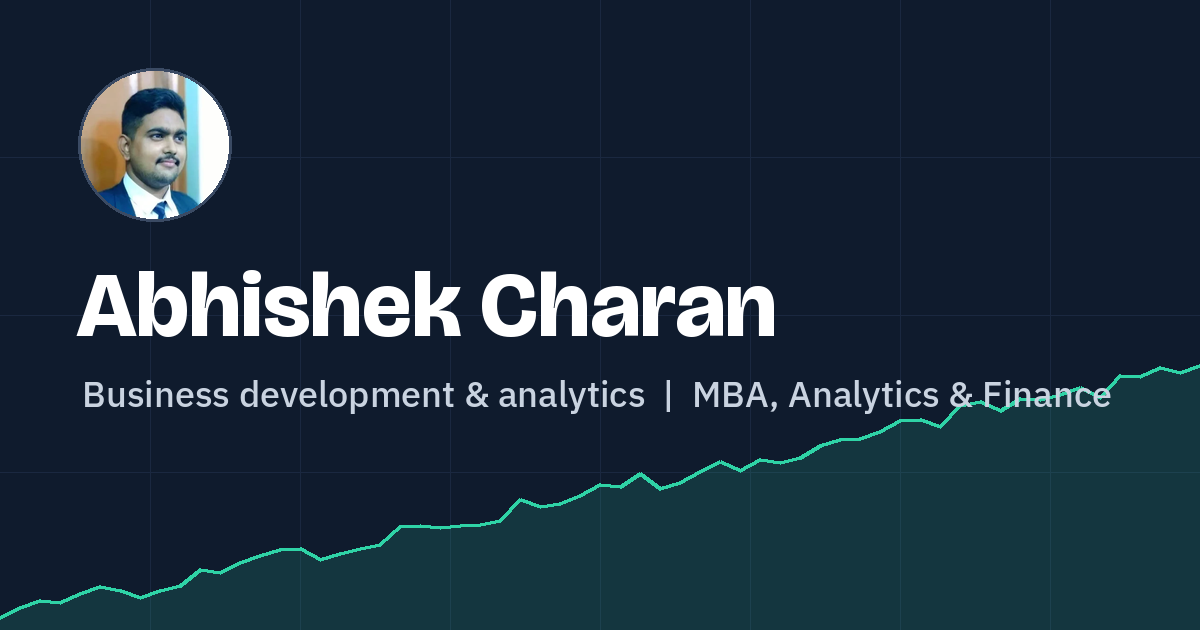 Abhishek Charan
Business development & analytics | MBA, Analytics & Finance